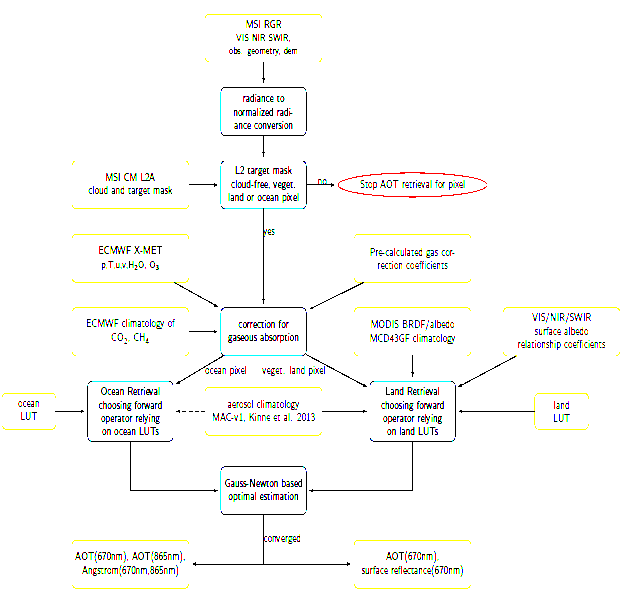 MSI RGR
VIS NIR SWIR,
obs. geometry, dem
radiance to
normalized radi-
ance conversion
MSI CM L2A
cloud and target mask
L2 target mask
cloud-free, veget.
land or ocean pixel
no
Stop AOT retrieval for pixel
yes
ECMWF X-MET
p,T,u,v,H₂O, O₃
Pre-calculated gas cor-
rection coefficients
ECMWF climatology of
CO₂, CH₄
correction for
gaseous absorption
MODIS BRDF/albedo
MCD43GF climatology
VIS/NIR/SWIR
surface albedo
relationship coefficients
ocean pixel
veget. land pixel
ocean
LUT
Ocean Retrieval
choosing forward
operator relying
on ocean LUTs
aerosol climatology
MAC-v1, Kinne et al. 2013
Land Retrieval
choosing forward
operator relying
on land LUTs
land
LUT
Gauss-Newton based
optimal estimation
converged
AOT(670nm), AOT(865nm),
Angstrom(670nm,865nm)
AOT(670nm),
surface reflectance(670nm)